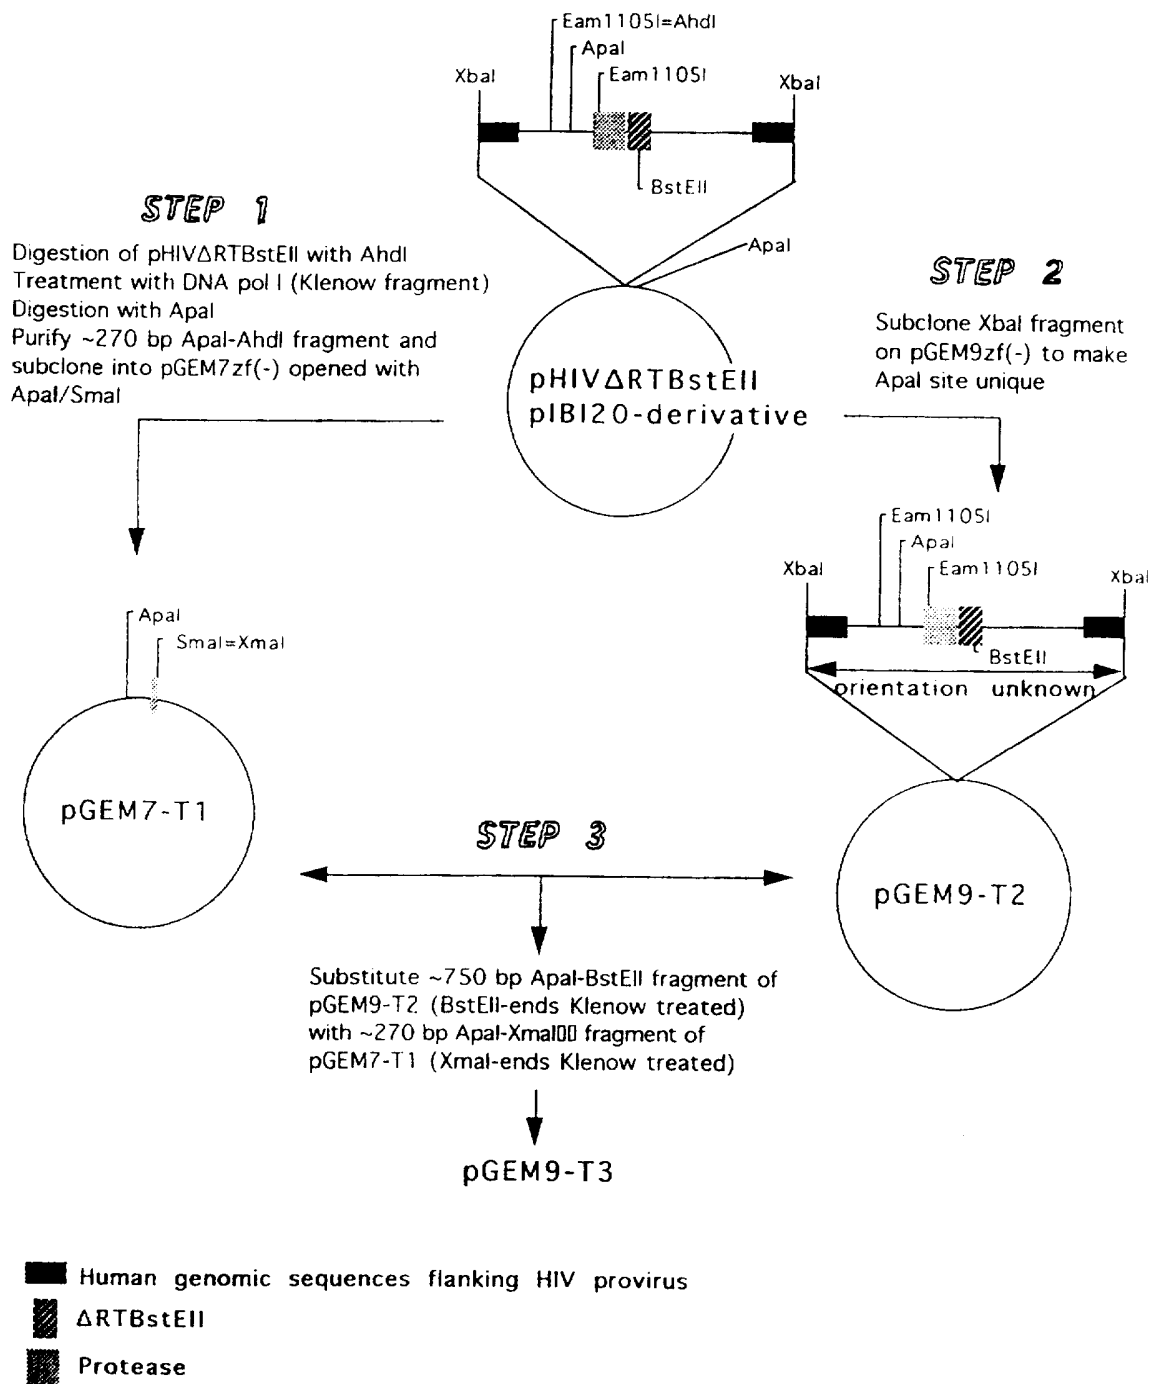 Eam1105I=AhdI
ApaI
Eam1105I
XbaI
XbaI
BstEII
ApaI
STEP 1
Digestion of pHIVΔRTBstEII with AhdI
Treatment with DNA pol I (Klenow fragment)
Digestion with ApaI
Purify ~270 bp ApaI-AhdI fragment and
subclone into pGEM7zf(-) opened with
ApaI/SmaI
STEP 2
Subclone XbaI fragment
on pGEM9zf(-) to make
ApaI site unique
pHIVΔRTBstEII
pIBI20-derivative
Eam1105I
ApaI
Eam1105I
XbaI
XbaI
BstEII
orientation unknown
ApaI
SmaI=XmaI
pGEM7-T1
pGEM9-T2
STEP 3
Substitute ~750 bp ApaI-BstEII fragment of
pGEM9-T2 (BstEII-ends Klenow treated)
with ~270 bp ApaI-XmaI▯▯ fragment of
pGEM7-T1 (XmaI-ends Klenow treated)
pGEM9-T3
Human genomic sequences flanking HIV provirus
ΔRTBstEII
Protease